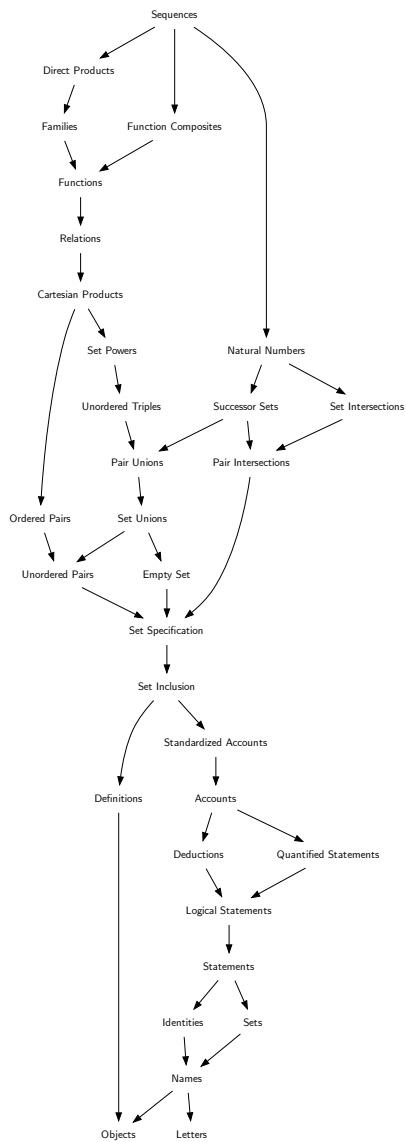 Sequences
Direct Products
Families
Function Composites
Functions
Relations
Cartesian Products
Set Powers
Natural Numbers
Unordered Triples
Successor Sets
Set Intersections
Pair Unions
Pair Intersections
Ordered Pairs
Set Unions
Unordered Pairs
Empty Set
Set Specification
Set Inclusion
Standardized Accounts
Definitions
Accounts
Deductions
Quantified Statements
Logical Statements
Statements
Identities
Sets
Names
Objects
Letters